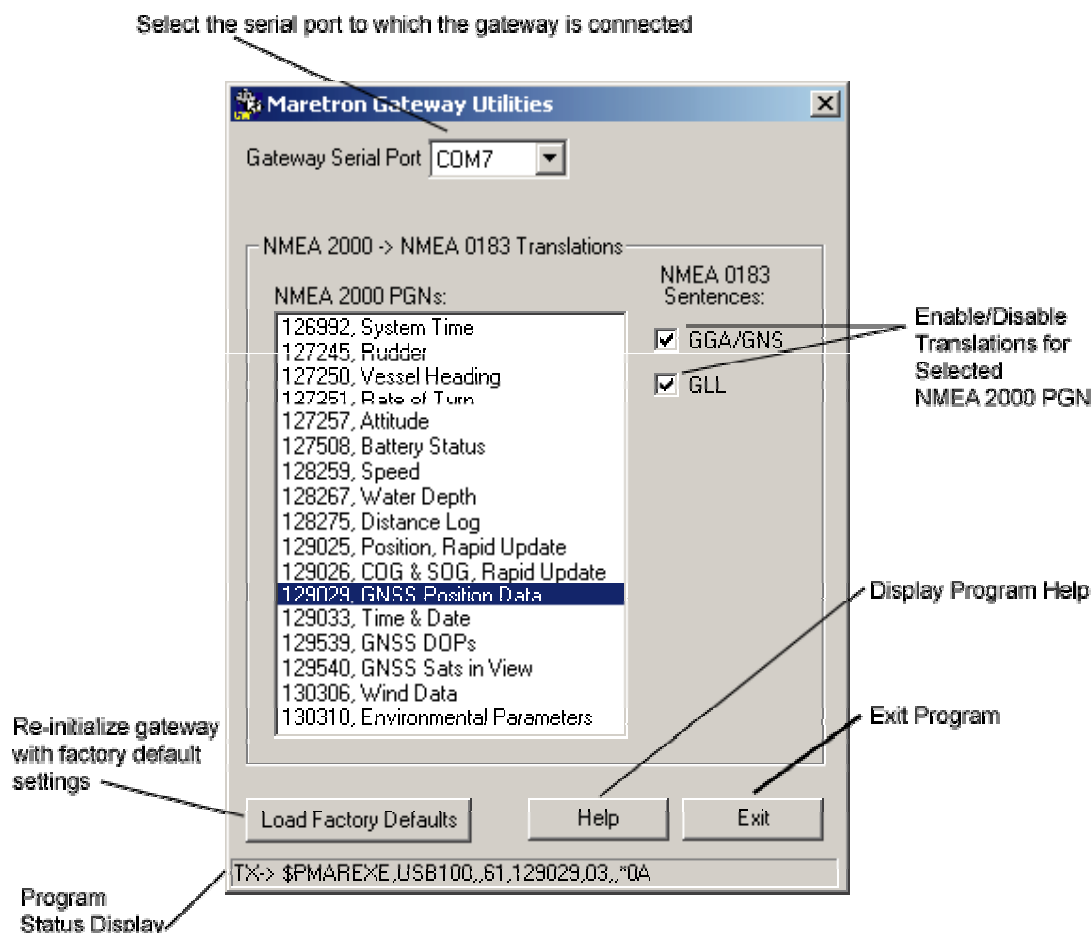 Select the serial port to which the gateway is connected
Maretron Gateway Utilities
Gateway Serial Port COM7
NMEA 2000 -> NMEA 0183 Translations
NMEA 2000 PGNs:
126992, System Time
127245, Rudder
127250, Vessel Heading
127251, Rate of Turn
127257, Attitude
127508, Battery Status
128259, Speed
128267, Water Depth
128275, Distance Log
129025, Position, Rapid Update
129026, COG & SOG, Rapid Update
129029, GNSS Position Data
129033, Time & Date
129539, GNSS DOPs
129540, GNSS Sats in View
130306, Wind Data
130310, Environmental Parameters
NMEA 0183
Sentences:
GGA/GNS
GLL
Enable/Disable
Translations for
Selected
NMEA 2000 PGN
Display Program Help
Exit Program
Re-initialize gateway
with factory default
settings
Load Factory Defaults
Help
Exit
TX-> $PMAREXE,USB100,,61,129029,03,,*0A
Program
Status Display